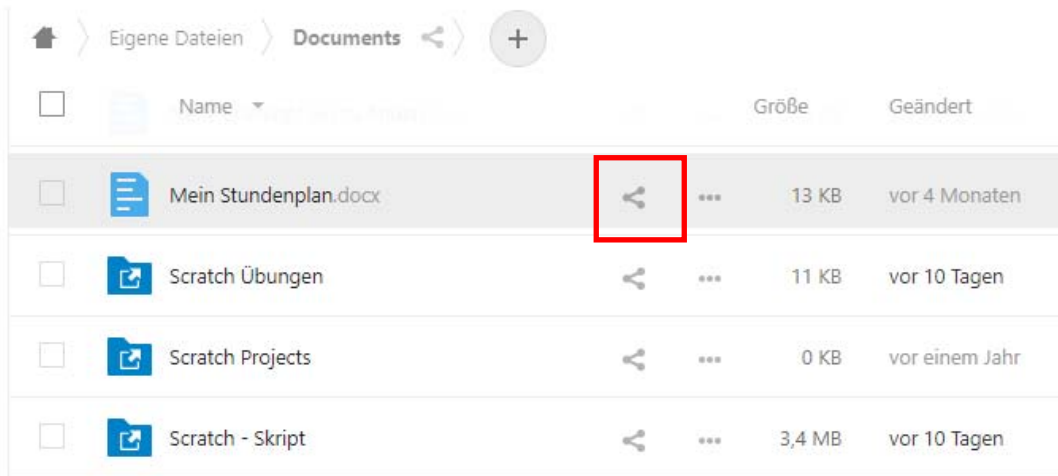 Eigene Dateien Documents
Name Größe Geändert
Mein Stundenplan.docx 13 KB vor 4 Monaten
Scratch Übungen 11 KB vor 10 Tagen
Scratch Projects 0 KB vor einem Jahr
Scratch - Skript 3,4 MB vor 10 Tagen